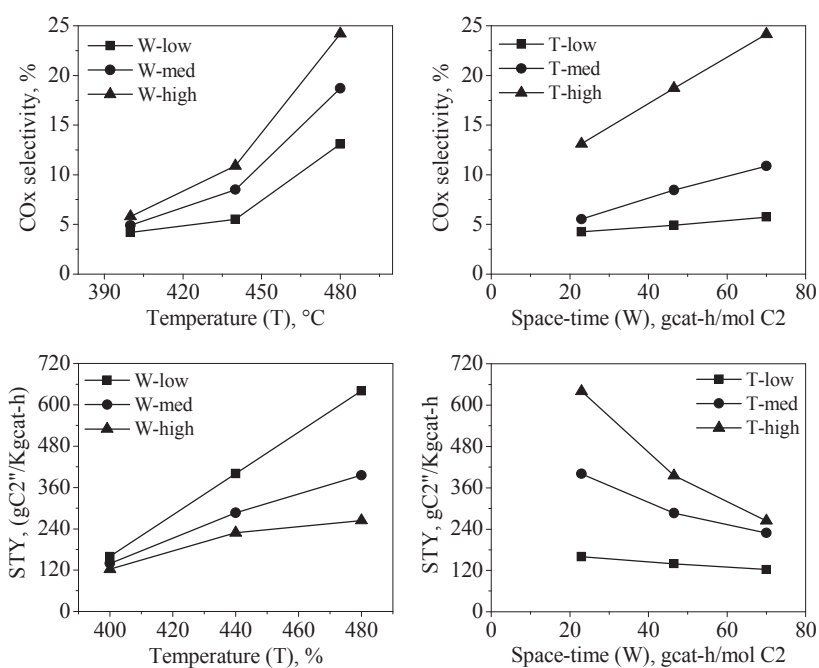 25
20
15
10
5
0
COx selectivity, %
W-low
W-med
W-high
390 420 450 480
Temperature (T), °C
25
20
15
10
5
0
COx selectivity, %
T-low
T-med
T-high
0 20 40 60 80
Space-time (W), gcat-h/mol C2
720
600
480
360
240
120
0
STY, (gC2"/Kgcat-h)
W-low
W-med
W-high
400 420 440 460 480
Temperature (T), %
720
600
480
360
240
120
0
STY, gC2"/Kgcat-h
T-low
T-med
T-high
0 20 40 60 80
Space-time (W), gcat-h/mol C2